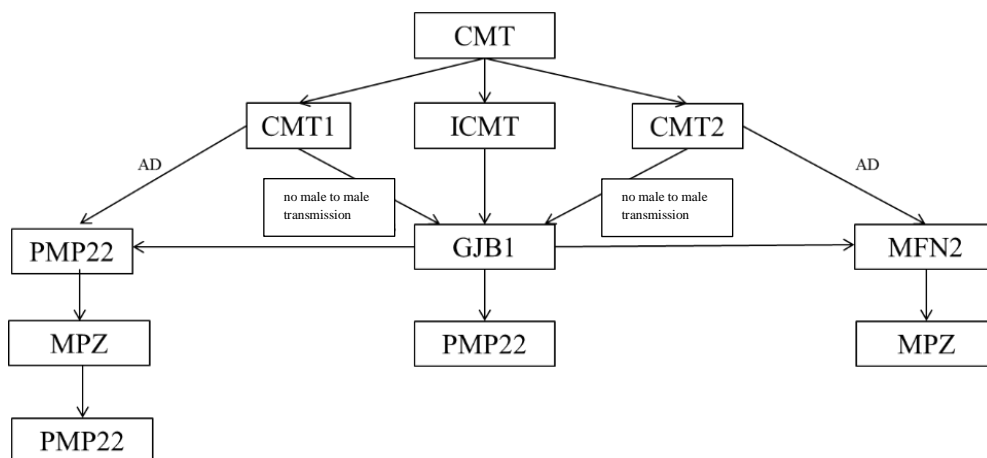 CMT
CMT1
ICMT
CMT2
AD
AD
no male to male
transmission
no male to male
transmission
PMP22
GJB1
MFN2
MPZ
PMP22
MPZ
PMP22